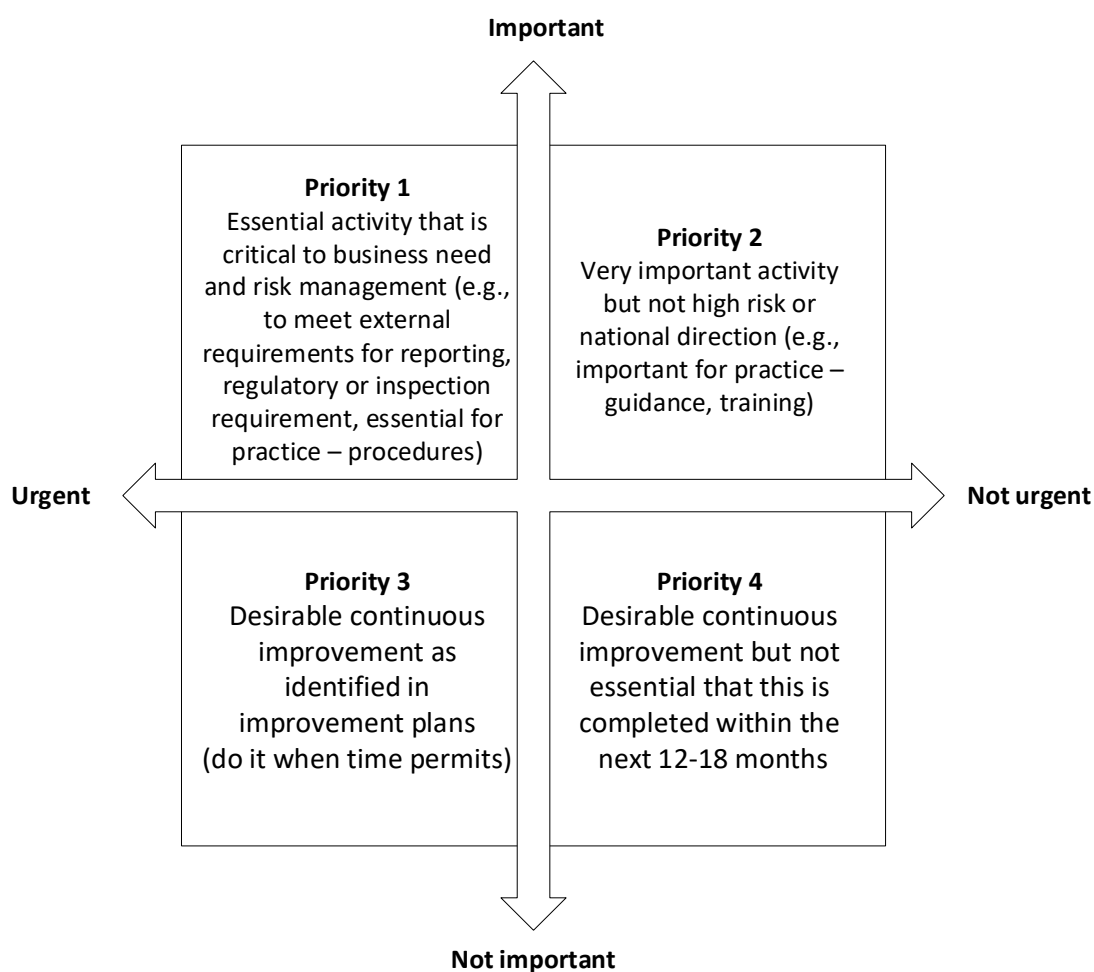 Important
Priority 1
Essential activity that is
critical to business need
and risk management (e.g.,
to meet external
requirements for reporting,
regulatory or inspection
requirement, essential for
practice – procedures)
Priority 2
Very important activity
but not high risk or
national direction (e.g.,
important for practice –
guidance, training)
Urgent
Not urgent
Priority 3
Desirable continuous
improvement as
identified in
improvement plans
(do it when time permits)
Priority 4
Desirable continuous
improvement but not
essential that this is
completed within the
next 12-18 months
Not important